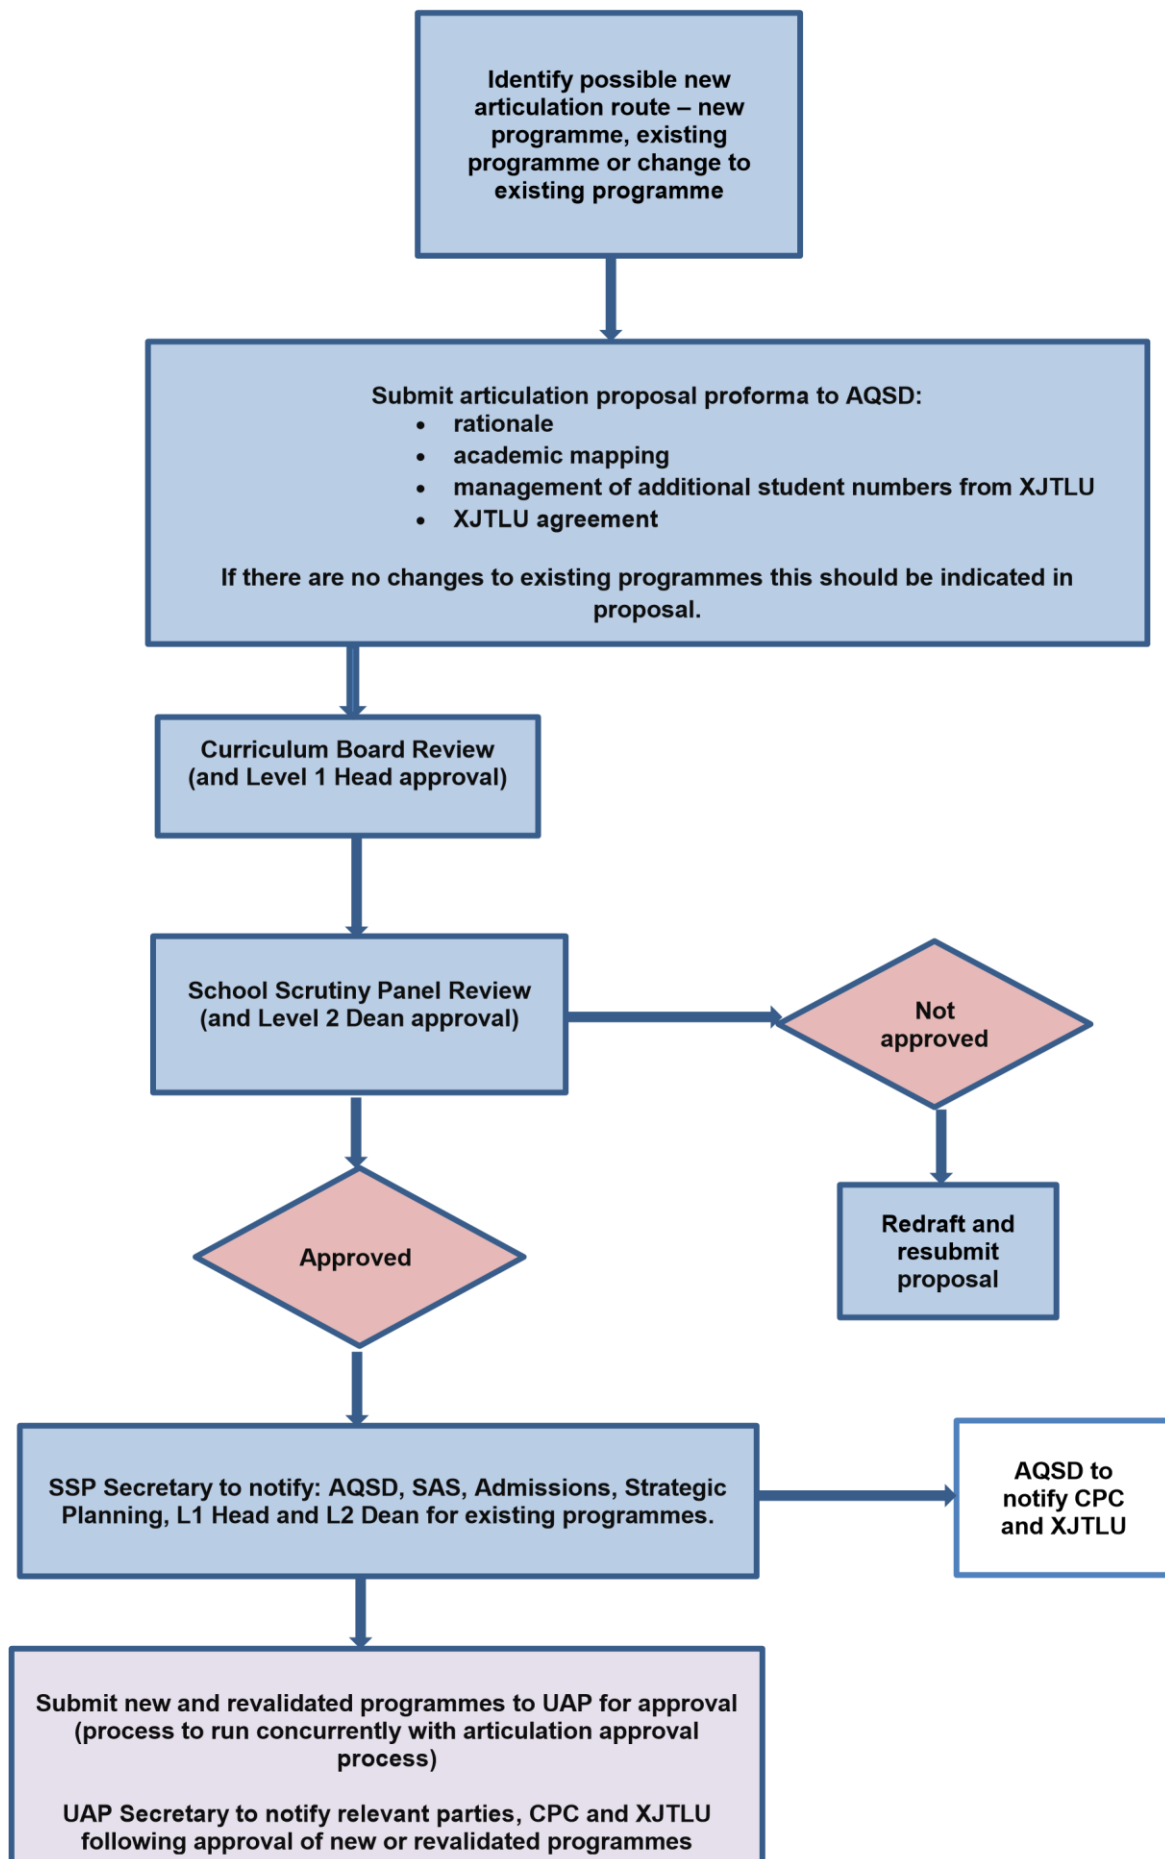 Identify possible new
articulation route – new
programme, existing
programme or change to
existing programme
Submit articulation proposal proforma to AQSD:
• rationale
• academic mapping
• management of additional student numbers from XJTLU
• XJTLU agreement
If there are no changes to existing programmes this should be indicated in
proposal.
Curriculum Board Review
(and Level 1 Head approval)
School Scrutiny Panel Review
(and Level 2 Dean approval)
Not
approved
Redraft and
resubmit
proposal
Approved
SSP Secretary to notify: AQSD, SAS, Admissions, Strategic
Planning, L1 Head and L2 Dean for existing programmes.
AQSD to
notify CPC
and XJTLU
Submit new and revalidated programmes to UAP for approval
(process to run concurrently with articulation approval
process)
UAP Secretary to notify relevant parties, CPC and XJTLU
following approval of new or revalidated programmes